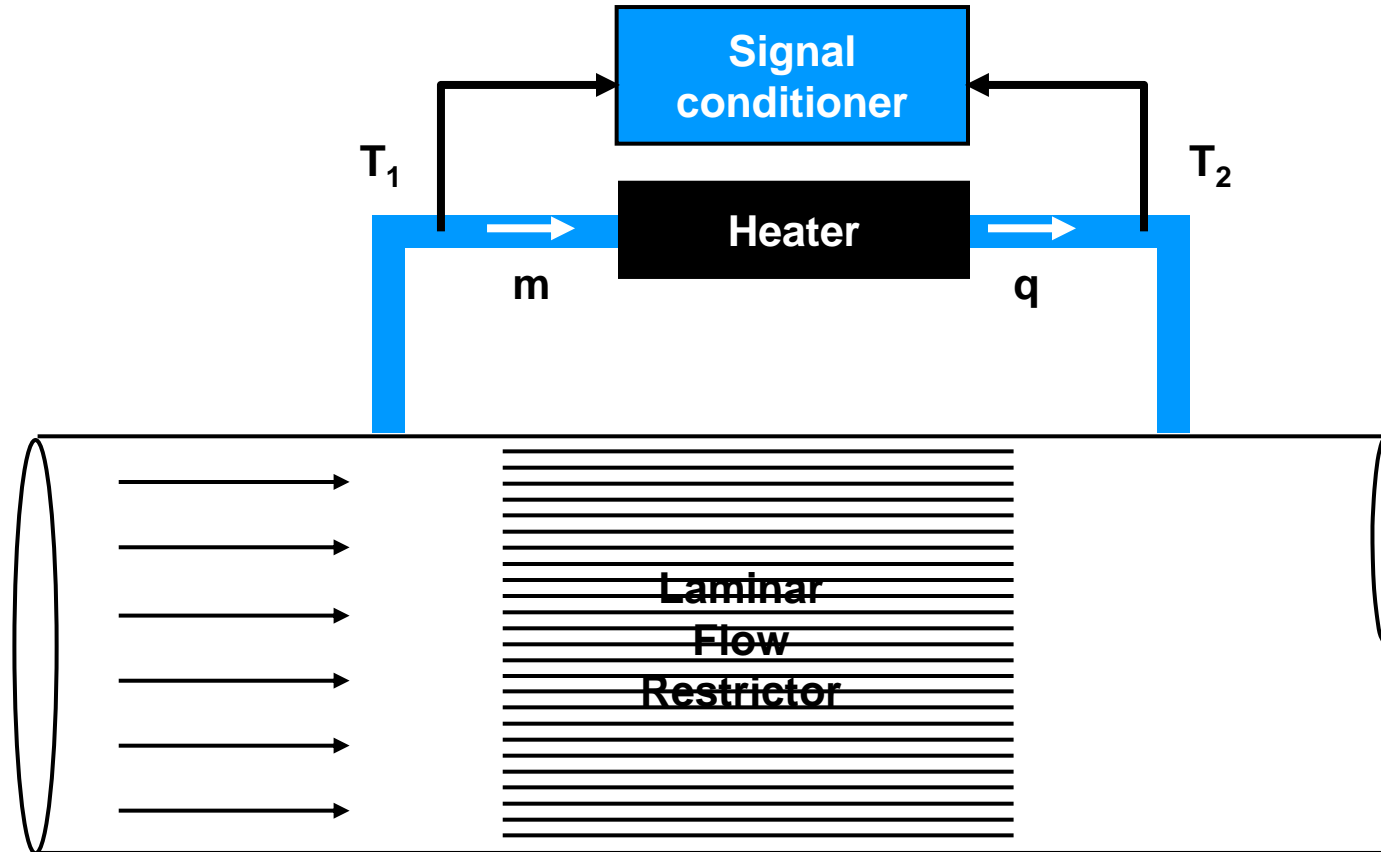 Signal
conditioner
T₁
T₂
Heater
m
q
Laminar
Flow
Restrictor